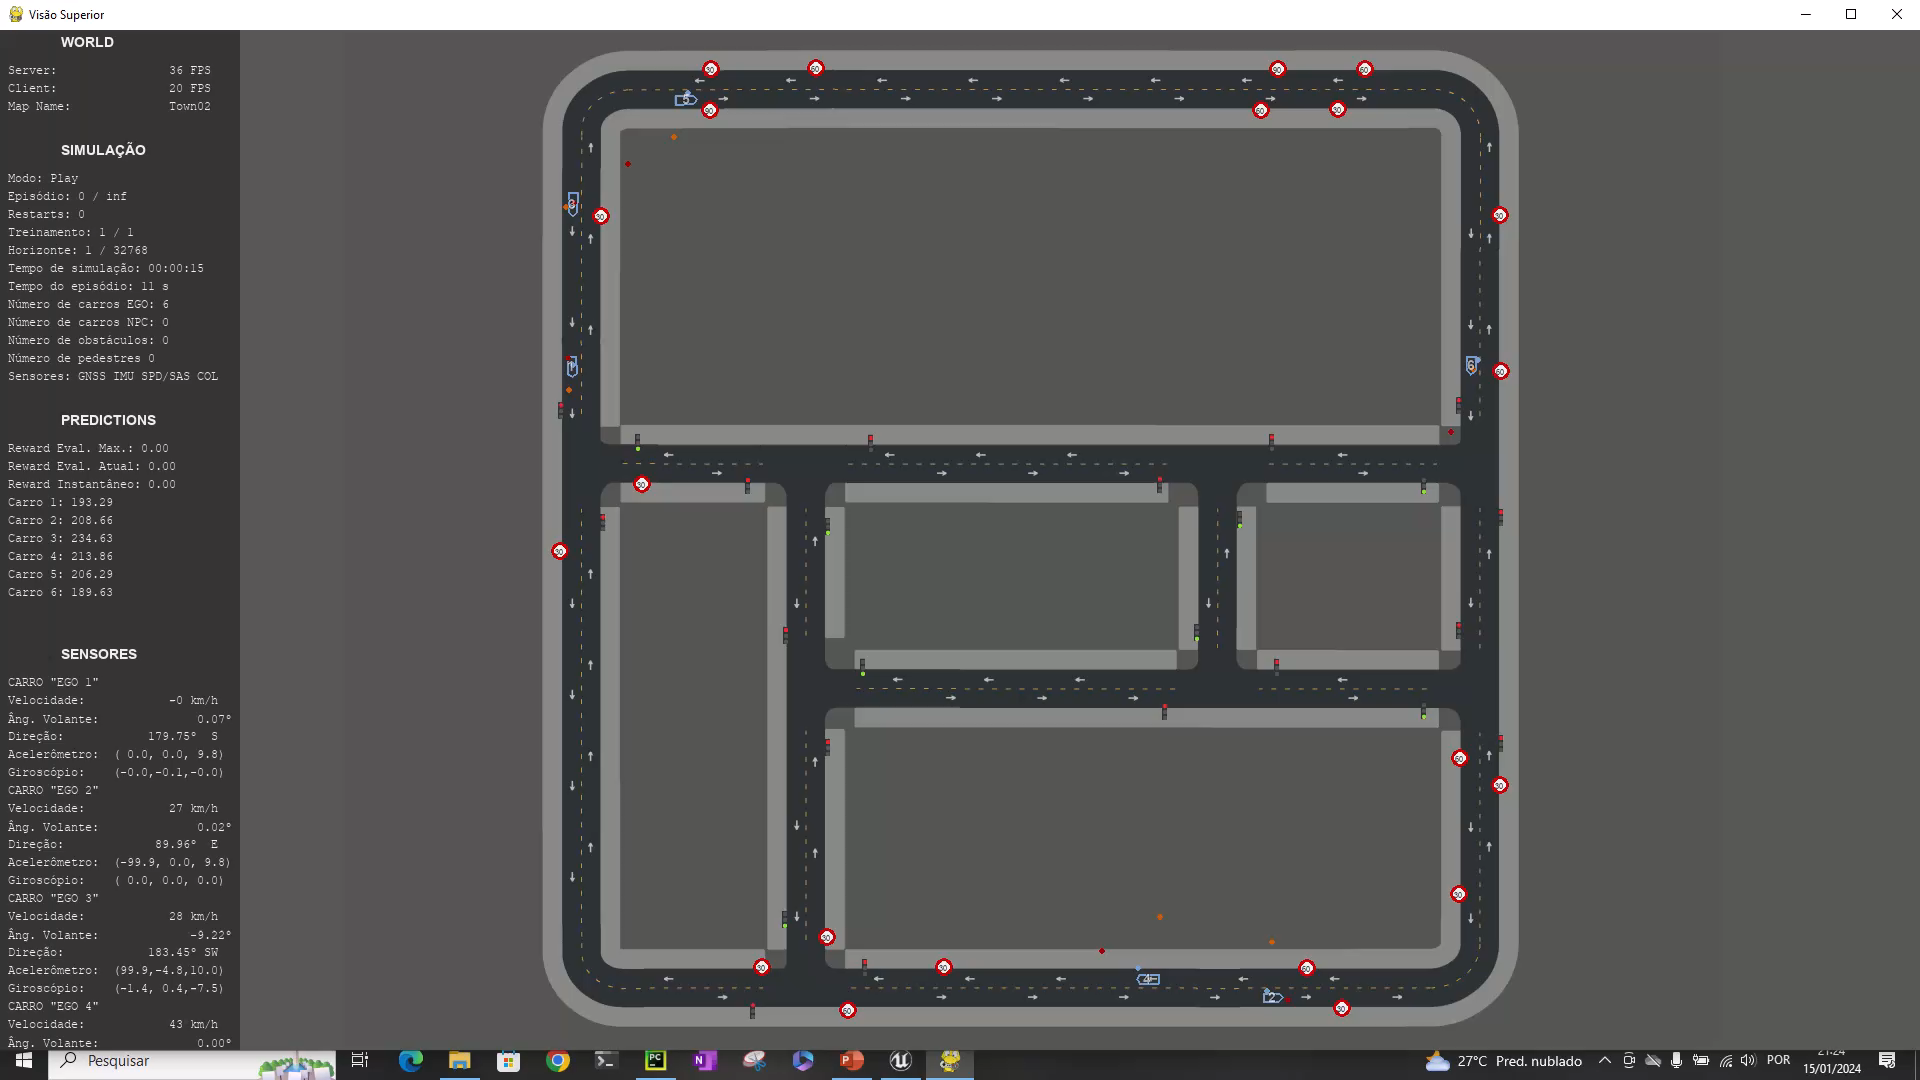 Visão Superior
WORLD
Server: 36 FPS
Client: 20 FPS
Map Name: Town02
SIMULAÇÃO
Modo: Play
Episódio: 0 / inf
Restarts: 0
Treinamento: 1 / 1
Horizonte: 1 / 32768
Tempo de simulação: 00:00:15
Tempo do episódio: 11 s
Número de carros EGO: 6
Número de carros NPC: 0
Número de obstáculos: 0
Número de pedestres 0
Sensores: GNSS IMU SPD/SAS COL
PREDICTIONS
Reward Eval. Max.: 0.00
Reward Eval. Atual: 0.00
Reward Instantâneo: 0.00
Carro 1: 193.29
Carro 2: 208.66
Carro 3: 234.63
Carro 4: 213.86
Carro 5: 206.29
Carro 6: 189.63
SENSORES
CARRO "EGO 1"
Velocidade: -0 km/h
Âng. Volante: 0.07°
Direção: 179.75° S
Acelerômetro: ( 0.0, 0.0, 9.8)
Giroscópio: (-0.0,-0.1,-0.0)
CARRO "EGO 2"
Velocidade: 27 km/h
Âng. Volante: 0.02°
Direção: 89.96° E
Acelerômetro: (-99.9, 0.0, 9.8)
Giroscópio: ( 0.0, 0.0, 0.0)
CARRO "EGO 3"
Velocidade: 28 km/h
Âng. Volante: -9.22°
Direção: 183.45° SW
Acelerômetro: (99.9,-4.8,10.0)
Giroscópio: (-1.4, 0.4,-7.5)
CARRO "EGO 4"
Velocidade: 43 km/h
Âng. Volante: 0.00°
5
3
1
6
4
2
Pesquisar
27°C Pred. nublado
POR
21:24
15/01/2024